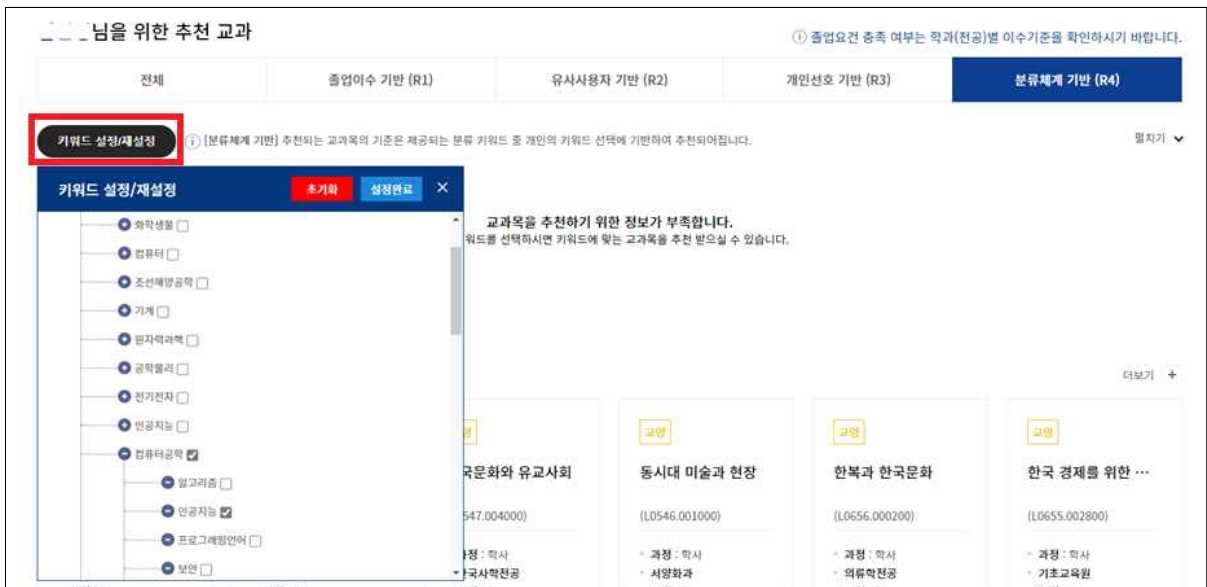 님을 위한 추천 교과
ⓘ 졸업요건 충족 여부는 학과(전공)별 이수기준을 확인하시기 바랍니다.
전체
졸업이수 기반 (R1)
유사사용자 기반 (R2)
개인선호 기반 (R3)
분류체계 기반 (R4)
키워드 설정/재설정
ⓘ [분류체계 기반] 추천되는 교과목의 기준은 제공되는 분류 키워드 중 개인의 키워드 선택에 기반하여 추천되어집니다.
펼치기
키워드 설정/재설정
초기화
설정완료
화학생물
컴퓨터
조선해양공학
기계
원자력과핵
공학물리
전기전자
인공지능
컴퓨터공학
알고리즘
인공지능
프로그래밍언어
보안
교과목을 추천하기 위한 정보가 부족합니다.
워드를 선택하시면 키워드에 맞는 교과목을 추천 받으실 수 있습니다.
더보기 +
국문화와 유교사회
547.004000)
과정 : 학사
국사학전공
교양
동시대 미술과 현장
(L0546.001000)
과정 : 학사
서양화과
교양
한복과 한국문화
(L0656.000200)
과정 : 학사
의류학전공
교양
한국 경제를 위한 …
(L0655.002800)
과정 : 학사
기초교육원